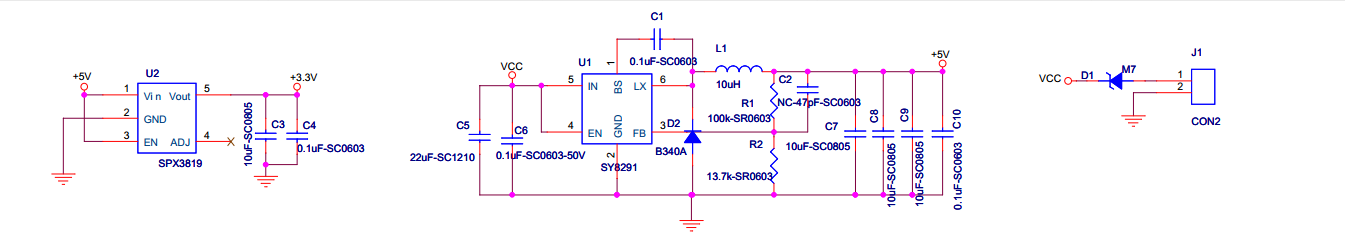 +5V
U2
1
Vin
Vout
5
+3.3V
2
GND
3
EN
ADJ
4
SPX3819
10uF-SC0805
C3
C4
0.1uF-SC0603
VCC
C5
22uF-SC1210
C6
0.1uF-SC0603-50V
U1
5
IN
4
EN
1
BS
GND
2
LX
6
FB
3
SY8291
C1
0.1uF-SC0603
D2
B340A
L1
10uH
C2
NC-47pF-SC0603
R1
100k-SR0603
R2
13.7k-SR0603
C7
10uF-SC0805
C8
10uF-SC0805
C9
10uF-SC0805
+5V
C10
0.1uF-SC0603
VCC
D1
M7
J1
1
2
CON2